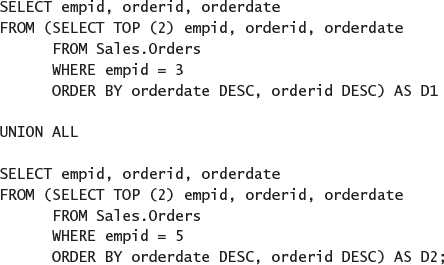 SELECT empid, orderid, orderdate
FROM (SELECT TOP (2) empid, orderid, orderdate
      FROM Sales.Orders
      WHERE empid = 3
      ORDER BY orderdate DESC, orderid DESC) AS D1
UNION ALL
SELECT empid, orderid, orderdate
FROM (SELECT TOP (2) empid, orderid, orderdate
      FROM Sales.Orders
      WHERE empid = 5
      ORDER BY orderdate DESC, orderid DESC) AS D2;